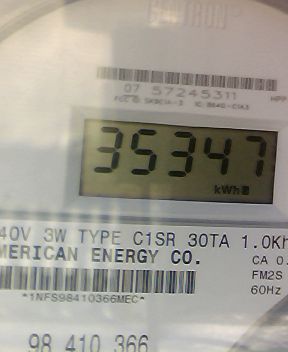 07 57245311
35347
kWh
40V 3W TYPE C1SR 30TA 1.0Kh
MERICAN ENERGY CO.
CA 0.
FM2S
*1NFS98410366MEC*
60Hz
98 410 366